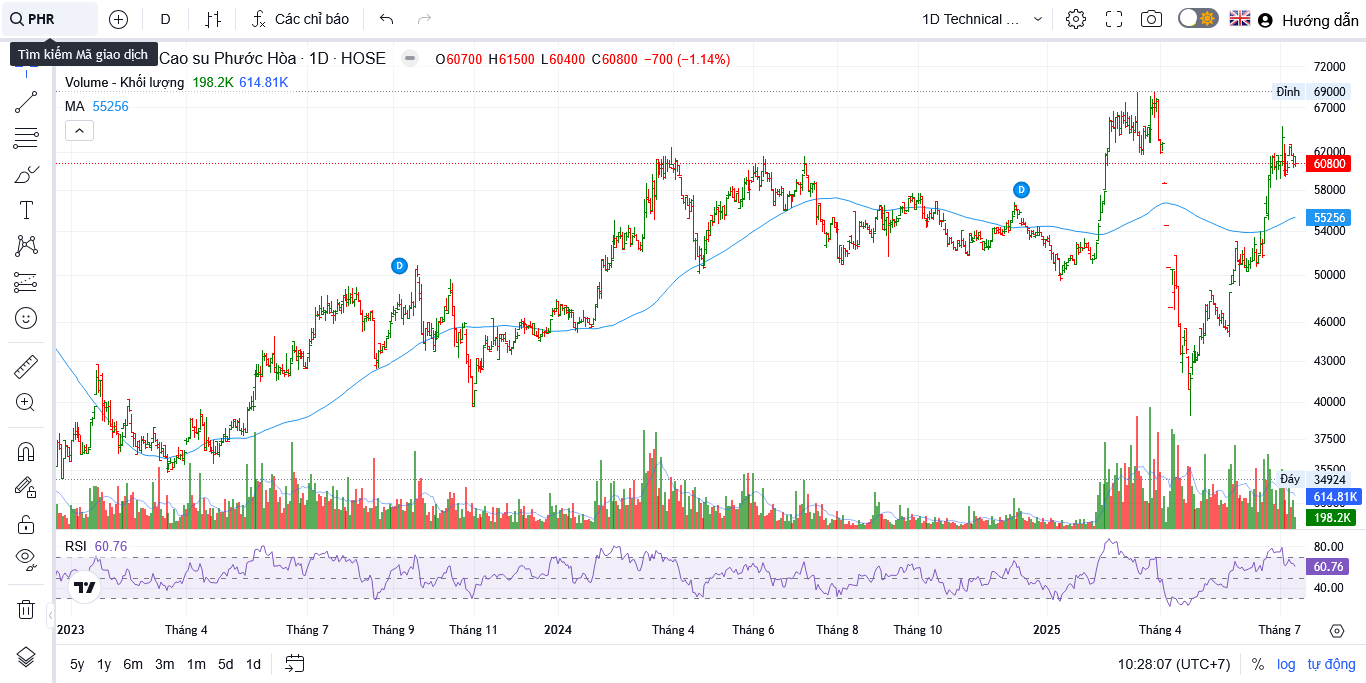 PHR
D
Các chỉ báo
1D Technical ...
Hướng dẫn
Tìm kiếm Mã giao dịch
Cao su Phước Hòa · 1D · HOSE
O60700 H61500 L60400 C60800 −700 (−1.14%)
Volume - Khối lượng 198.2K 614.81K
MA 55256
72000
Đỉnh 69000
67000
62000
60800
58000
55256
54000
D
D
50000
46000
43000
40000
37500
35500
Đáy 34924
614.81K
198.2K
RSI 60.76
80.00
60.76
40.00
2023 Tháng 4 Tháng 7 Tháng 9 Tháng 11 2024 Tháng 4 Tháng 6 Tháng 8 Tháng 10 2025 Tháng 4 Tháng 7
5y 1y 6m 3m 1m 5d 1d
10:28:07 (UTC+7) % log tự động